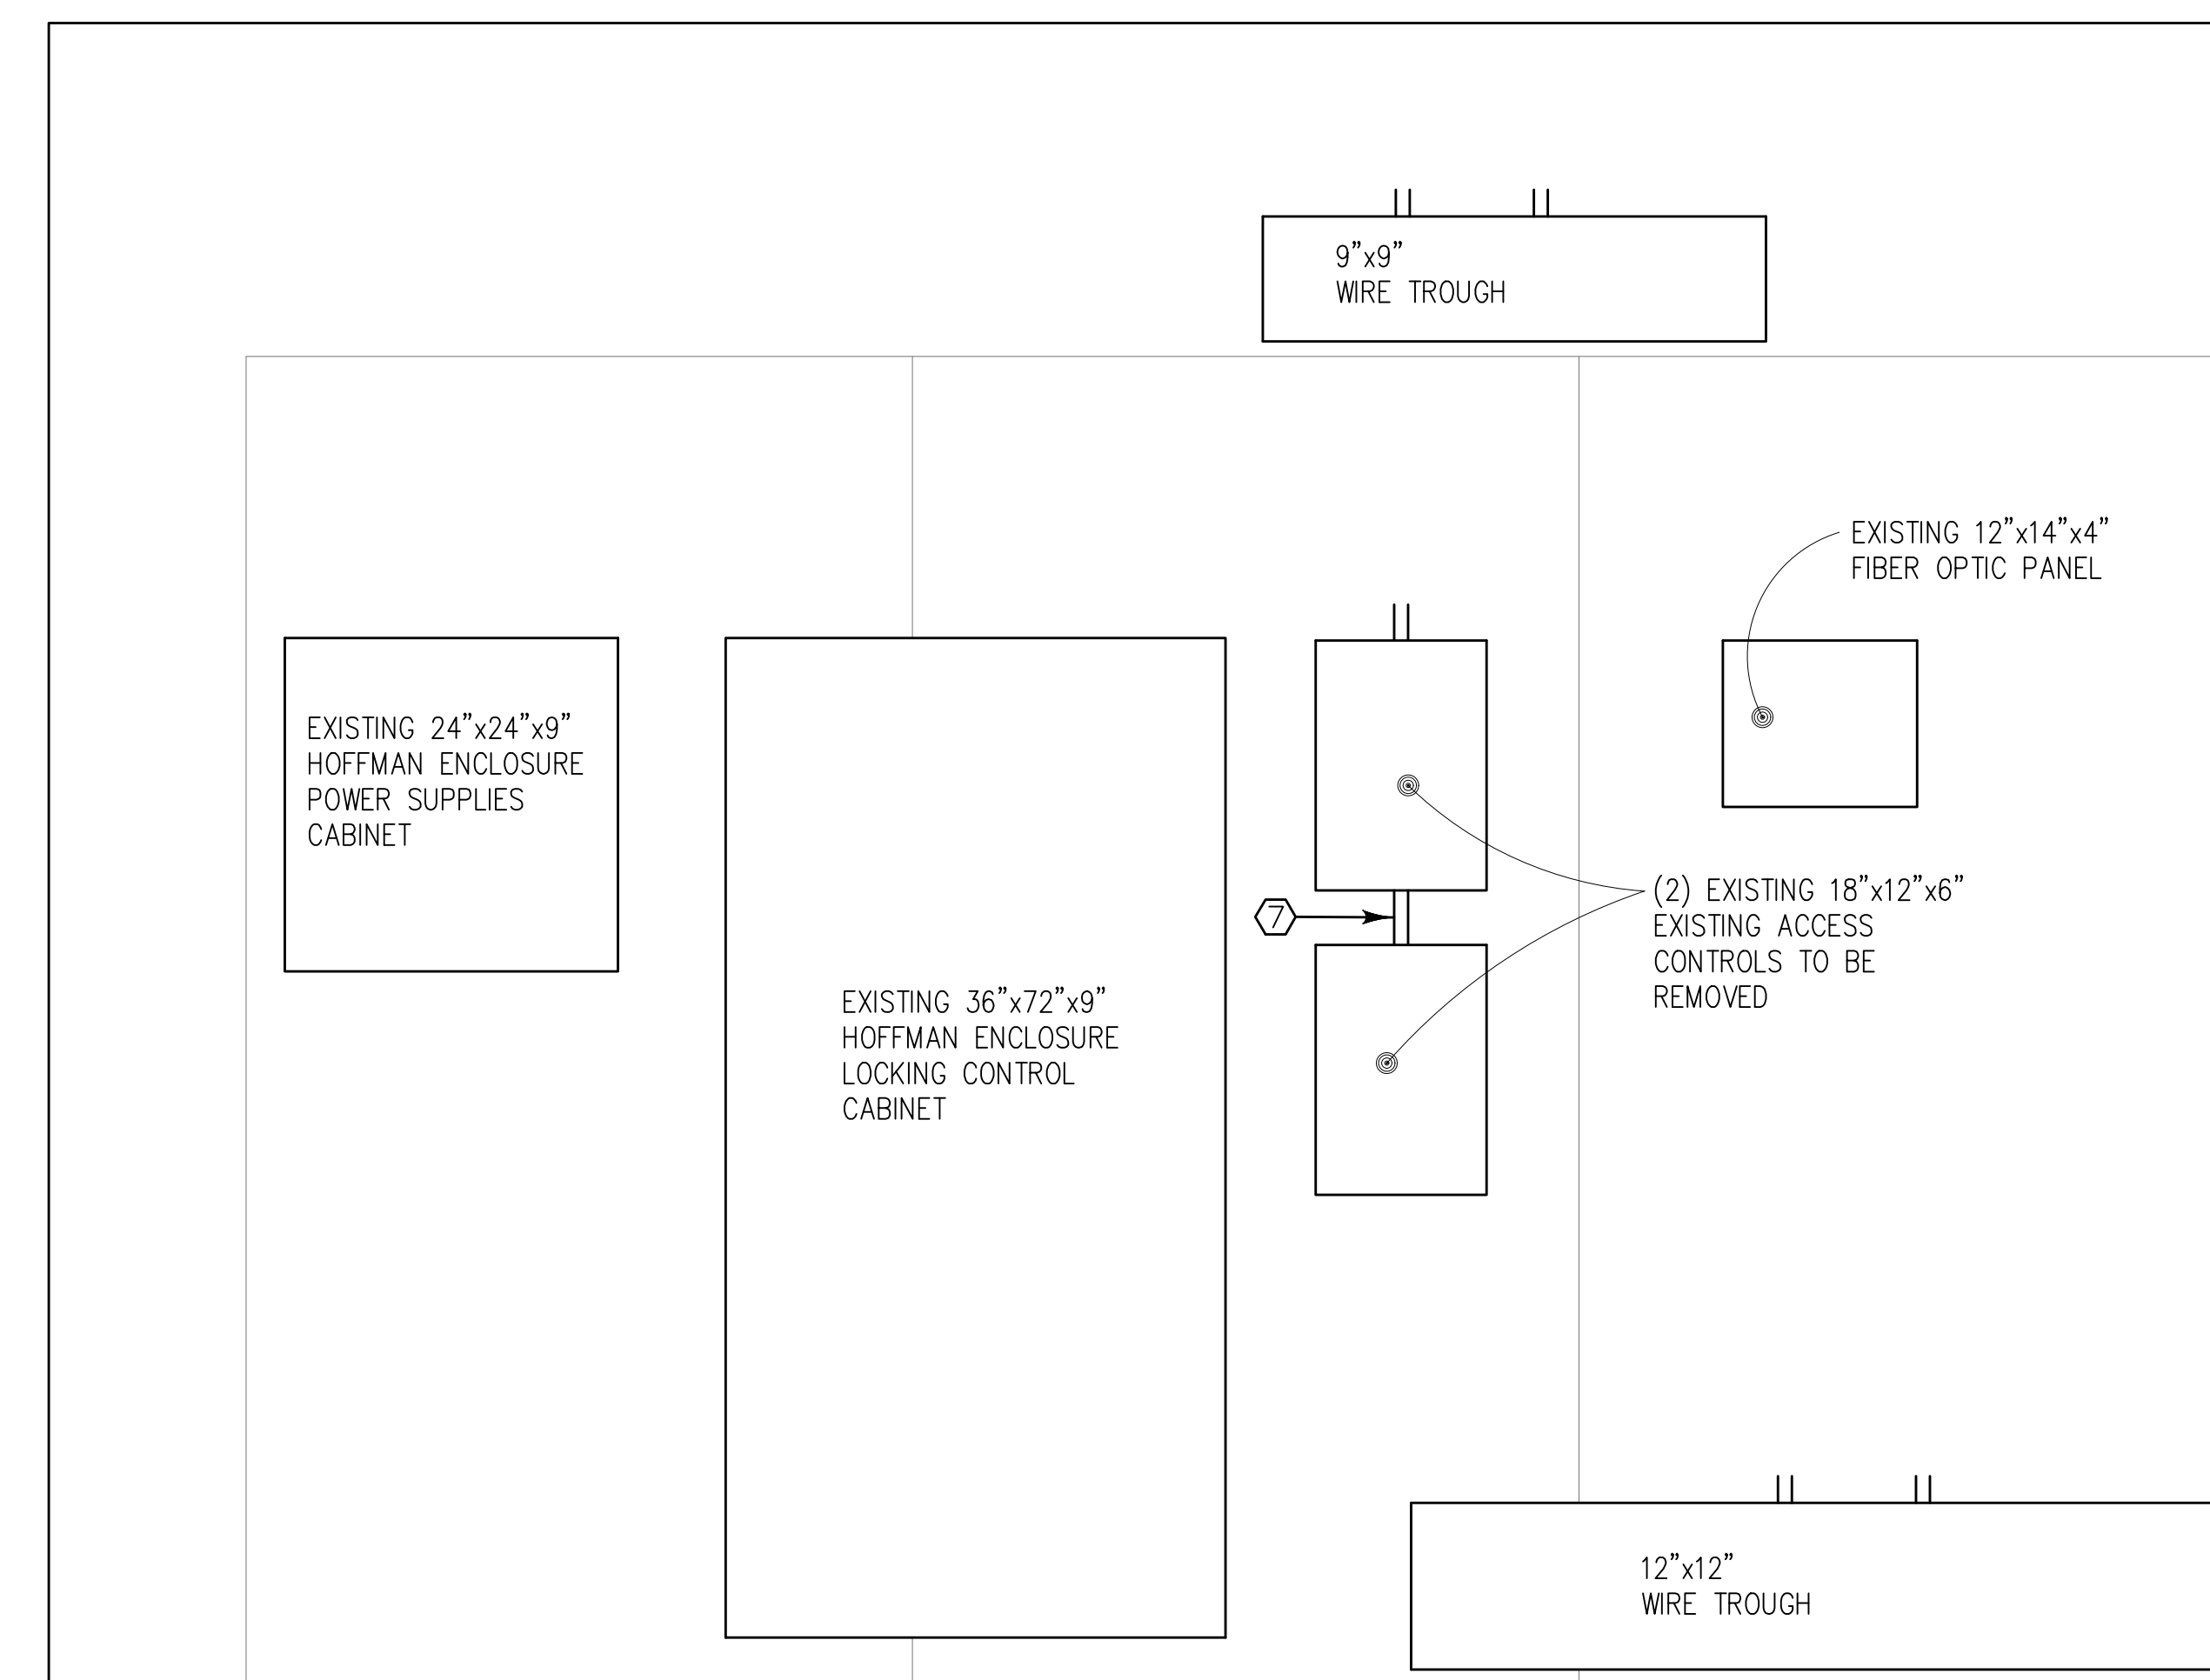 9"x9"
WIRE TROUGH
EXISTING 12"x14"x4"
FIBER OPTIC PANEL
EXISTING 24"x24"x9"
HOFFMAN ENCLOSURE
POWER SUPPLIES
CABINET
(2) EXISTING 18"x12"x6"
EXISTING ACCESS
CONTROLS TO BE
REMOVED
7
EXISTING 36"x72"x9"
HOFFMAN ENCLOSURE
LOCKING CONTROL
CABINET
12"x12"
WIRE TROUGH